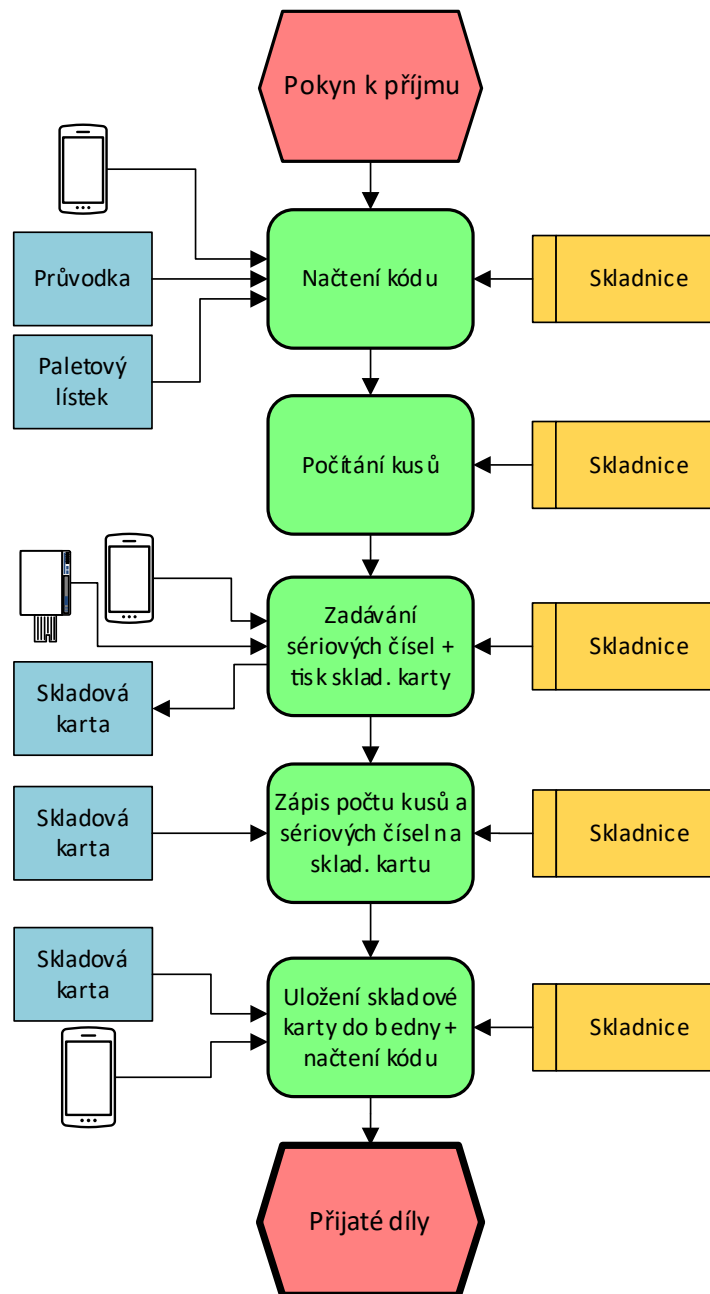 Pokyn k příjmu
Průvodka
Načtení kódu
Skladnice
Paletový
lístek
Počítání kusů
Skladnice
Zadávání
sériových čísel +
tisk sklad. karty
Skladnice
Skladová
karta
Skladová
karta
Zápis počtu kusů a
sériových čísel na
sklad. kartu
Skladnice
Skladová
karta
Uložení skladové
karty do bedny +
načtení kódu
Skladnice
Přijaté díly